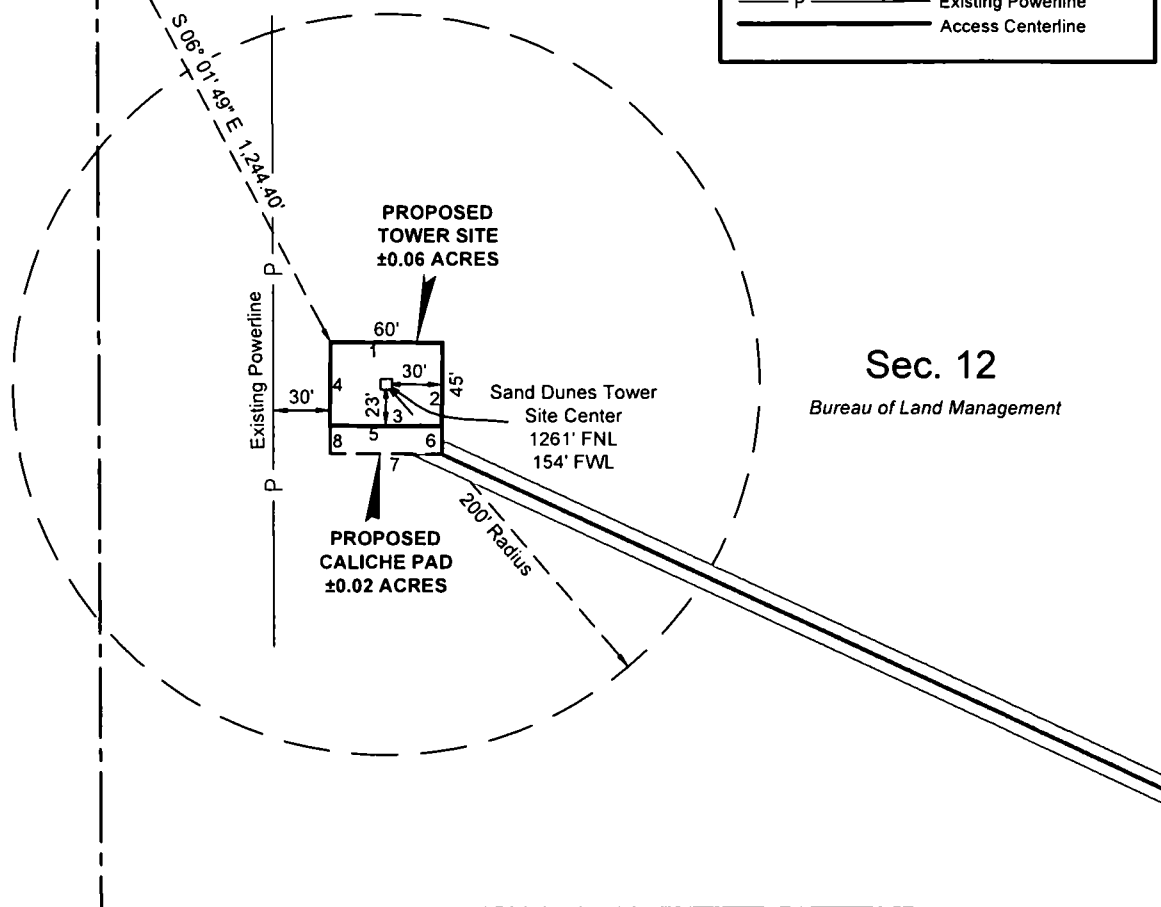 P Existing Powerline
Access Centerline
S 06° 01' 49" E 1,244.40'
PROPOSED
TOWER SITE
±0.06 ACRES
P
Existing Powerline
60'
1
Sec. 12
Bureau of Land Management
30'
4
30'
2
45'
23'
3
Sand Dunes Tower
Site Center
1261' FNL
154' FWL
8
5
6
7
P
200' Radius
PROPOSED
CALICHE PAD
±0.02 ACRES